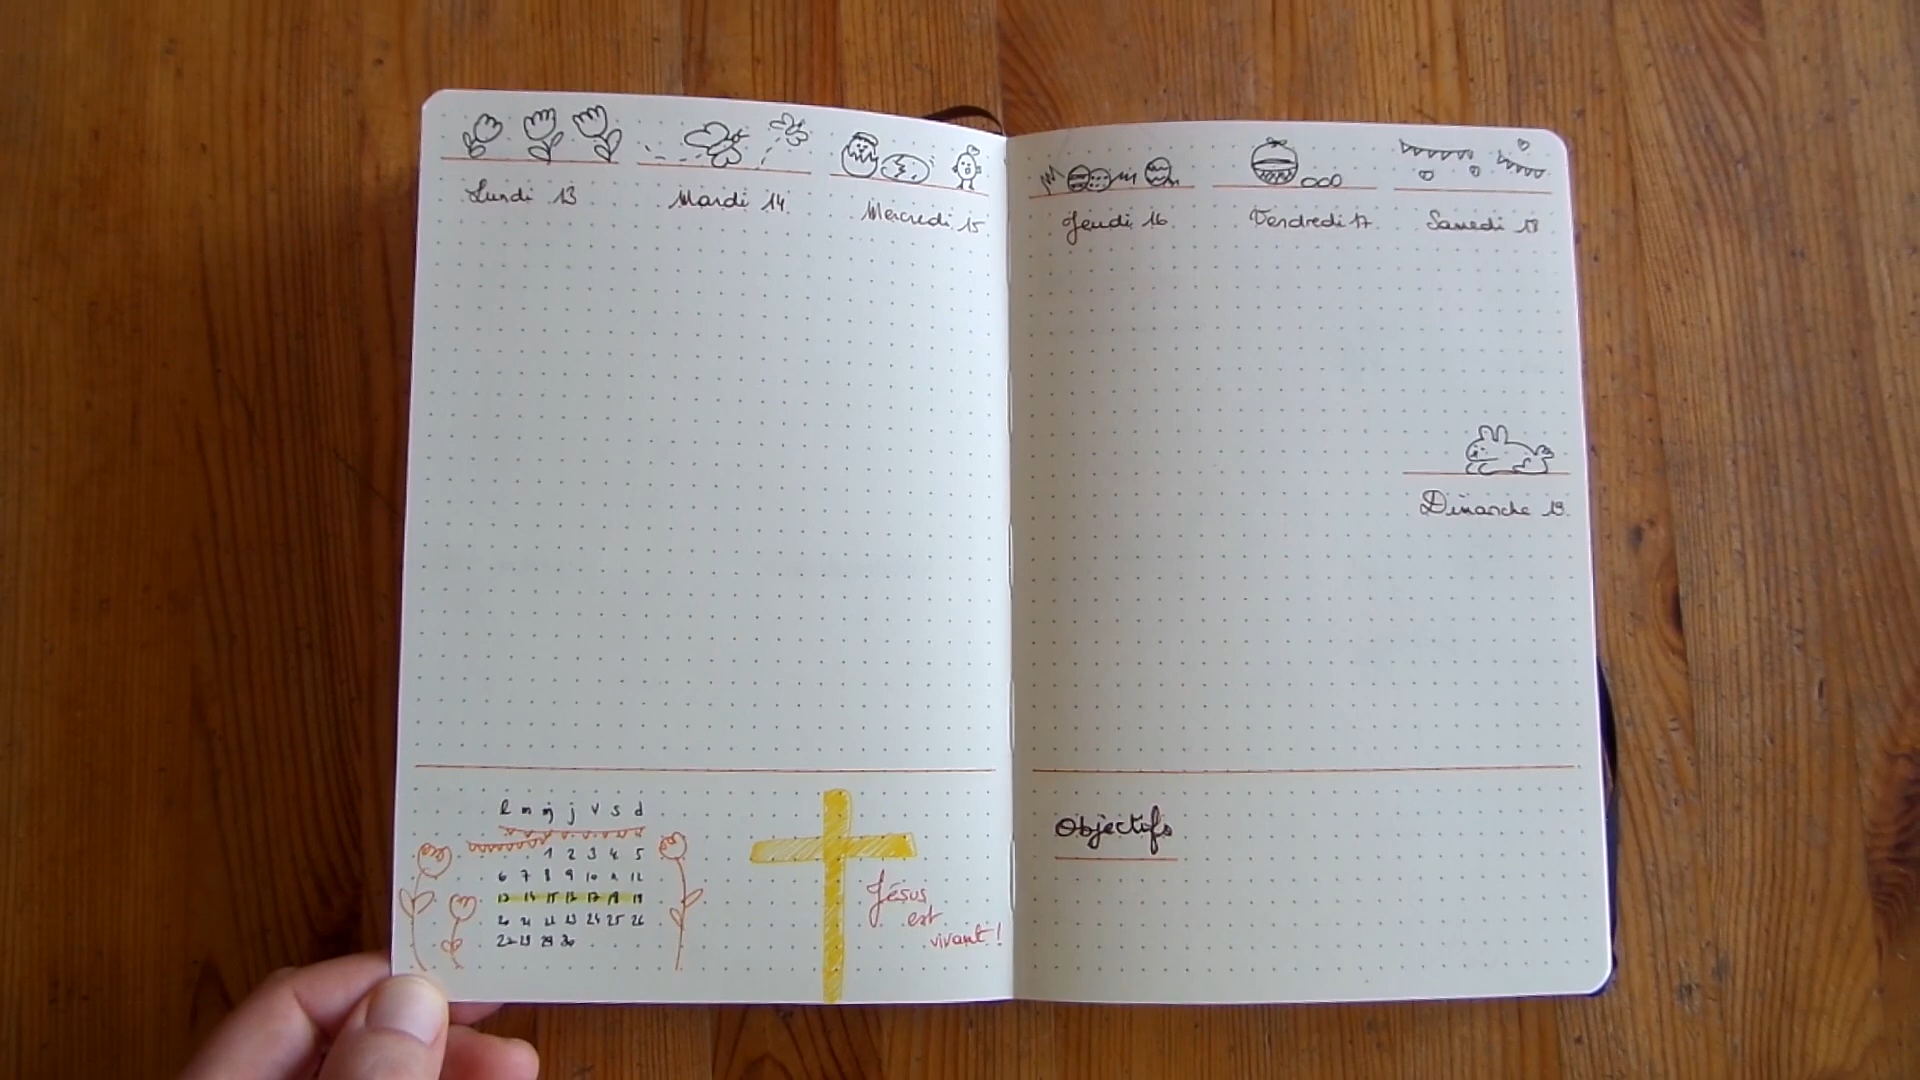 Lundi 13
Mardi 14
Mercredi 15
Jeudi 16
Vendredi 17
Samedi 18
Dimanche 19
l m m j v s d
1 2 3 4 5
6 7 8 9 10 11 12
13 14 15 16 17 18 19
20 21 22 23 24 25 26
27 28 29 30
Jésus
est
vivant !
Objectifs